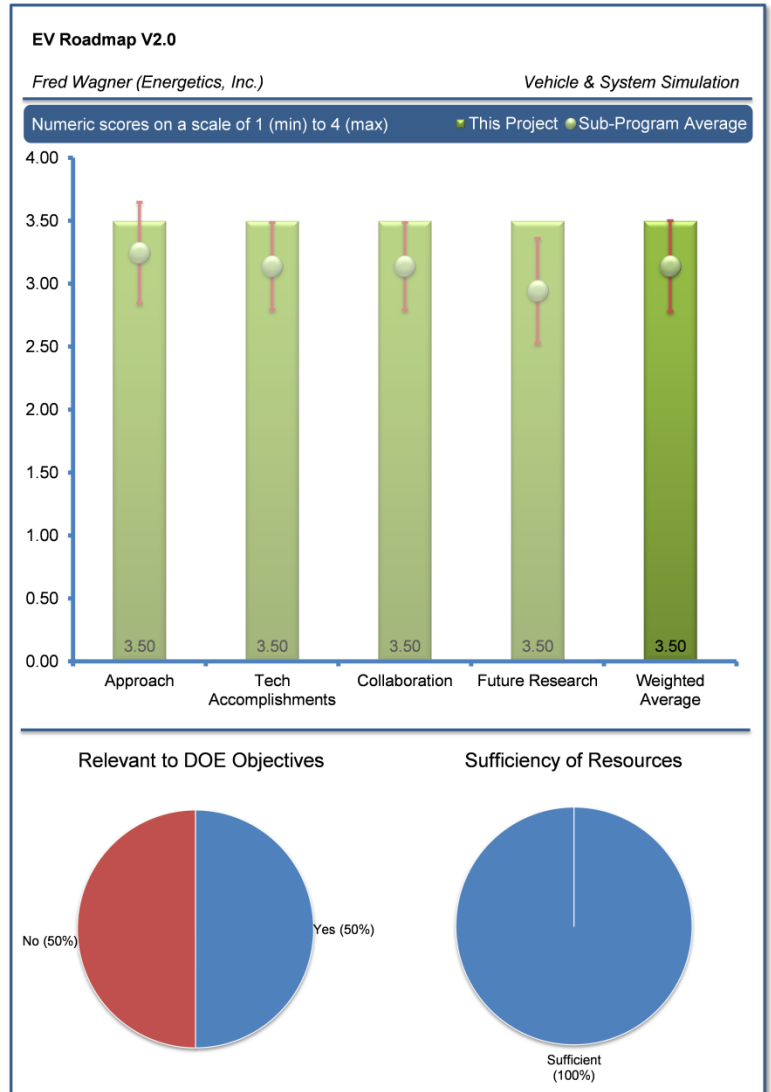 EV Roadmap V2.0
Fred Wagner (Energetics, Inc.) Vehicle & System Simulation
Numeric scores on a scale of 1 (min) to 4 (max) This Project Sub-Program Average
4.00
3.50
3.00
2.50
2.00
1.50
1.00
0.50
0.00
3.50 3.50 3.50 3.50 3.50
Approach Tech Accomplishments Collaboration Future Research Weighted Average
Relevant to DOE Objectives Sufficiency of Resources
No (50%) Yes (50%)
Sufficient
(100%)